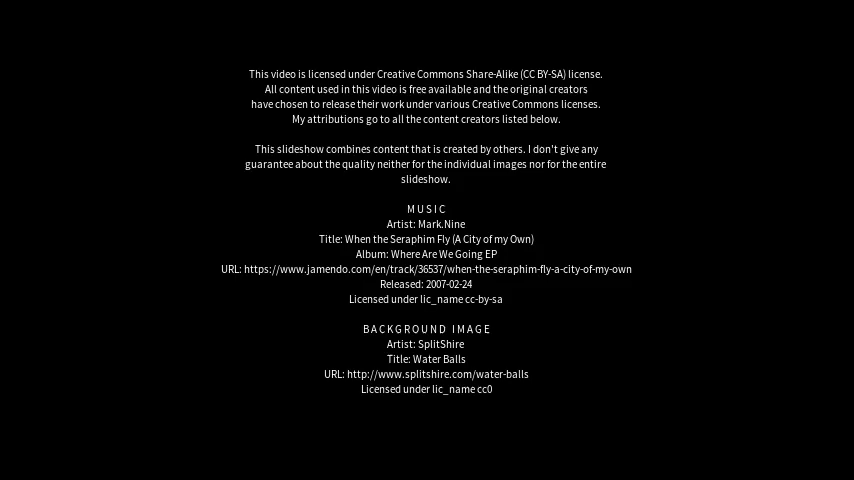 This video is licensed under Creative Commons Share-Alike (CC BY-SA) license.
All content used in this video is free available and the original creators
have chosen to release their work under various Creative Commons licenses.
My attributions go to all the content creators listed below.
This slideshow combines content that is created by others. I don't give any
guarantee about the quality neither for the individual images nor for the entire
slideshow.
MUSIC
Artist: Mark.Nine
Title: When the Seraphim Fly (A City of my Own)
Album: Where Are We Going EP
URL: https://www.jamendo.com/en/track/36537/when-the-seraphim-fly-a-city-of-my-own
Released: 2007-02-24
Licensed under lic_name cc-by-sa
BACKGROUND IMAGE
Artist: SplitShire
Title: Water Balls
URL: http://www.splitshire.com/water-balls
Licensed under lic_name cc0